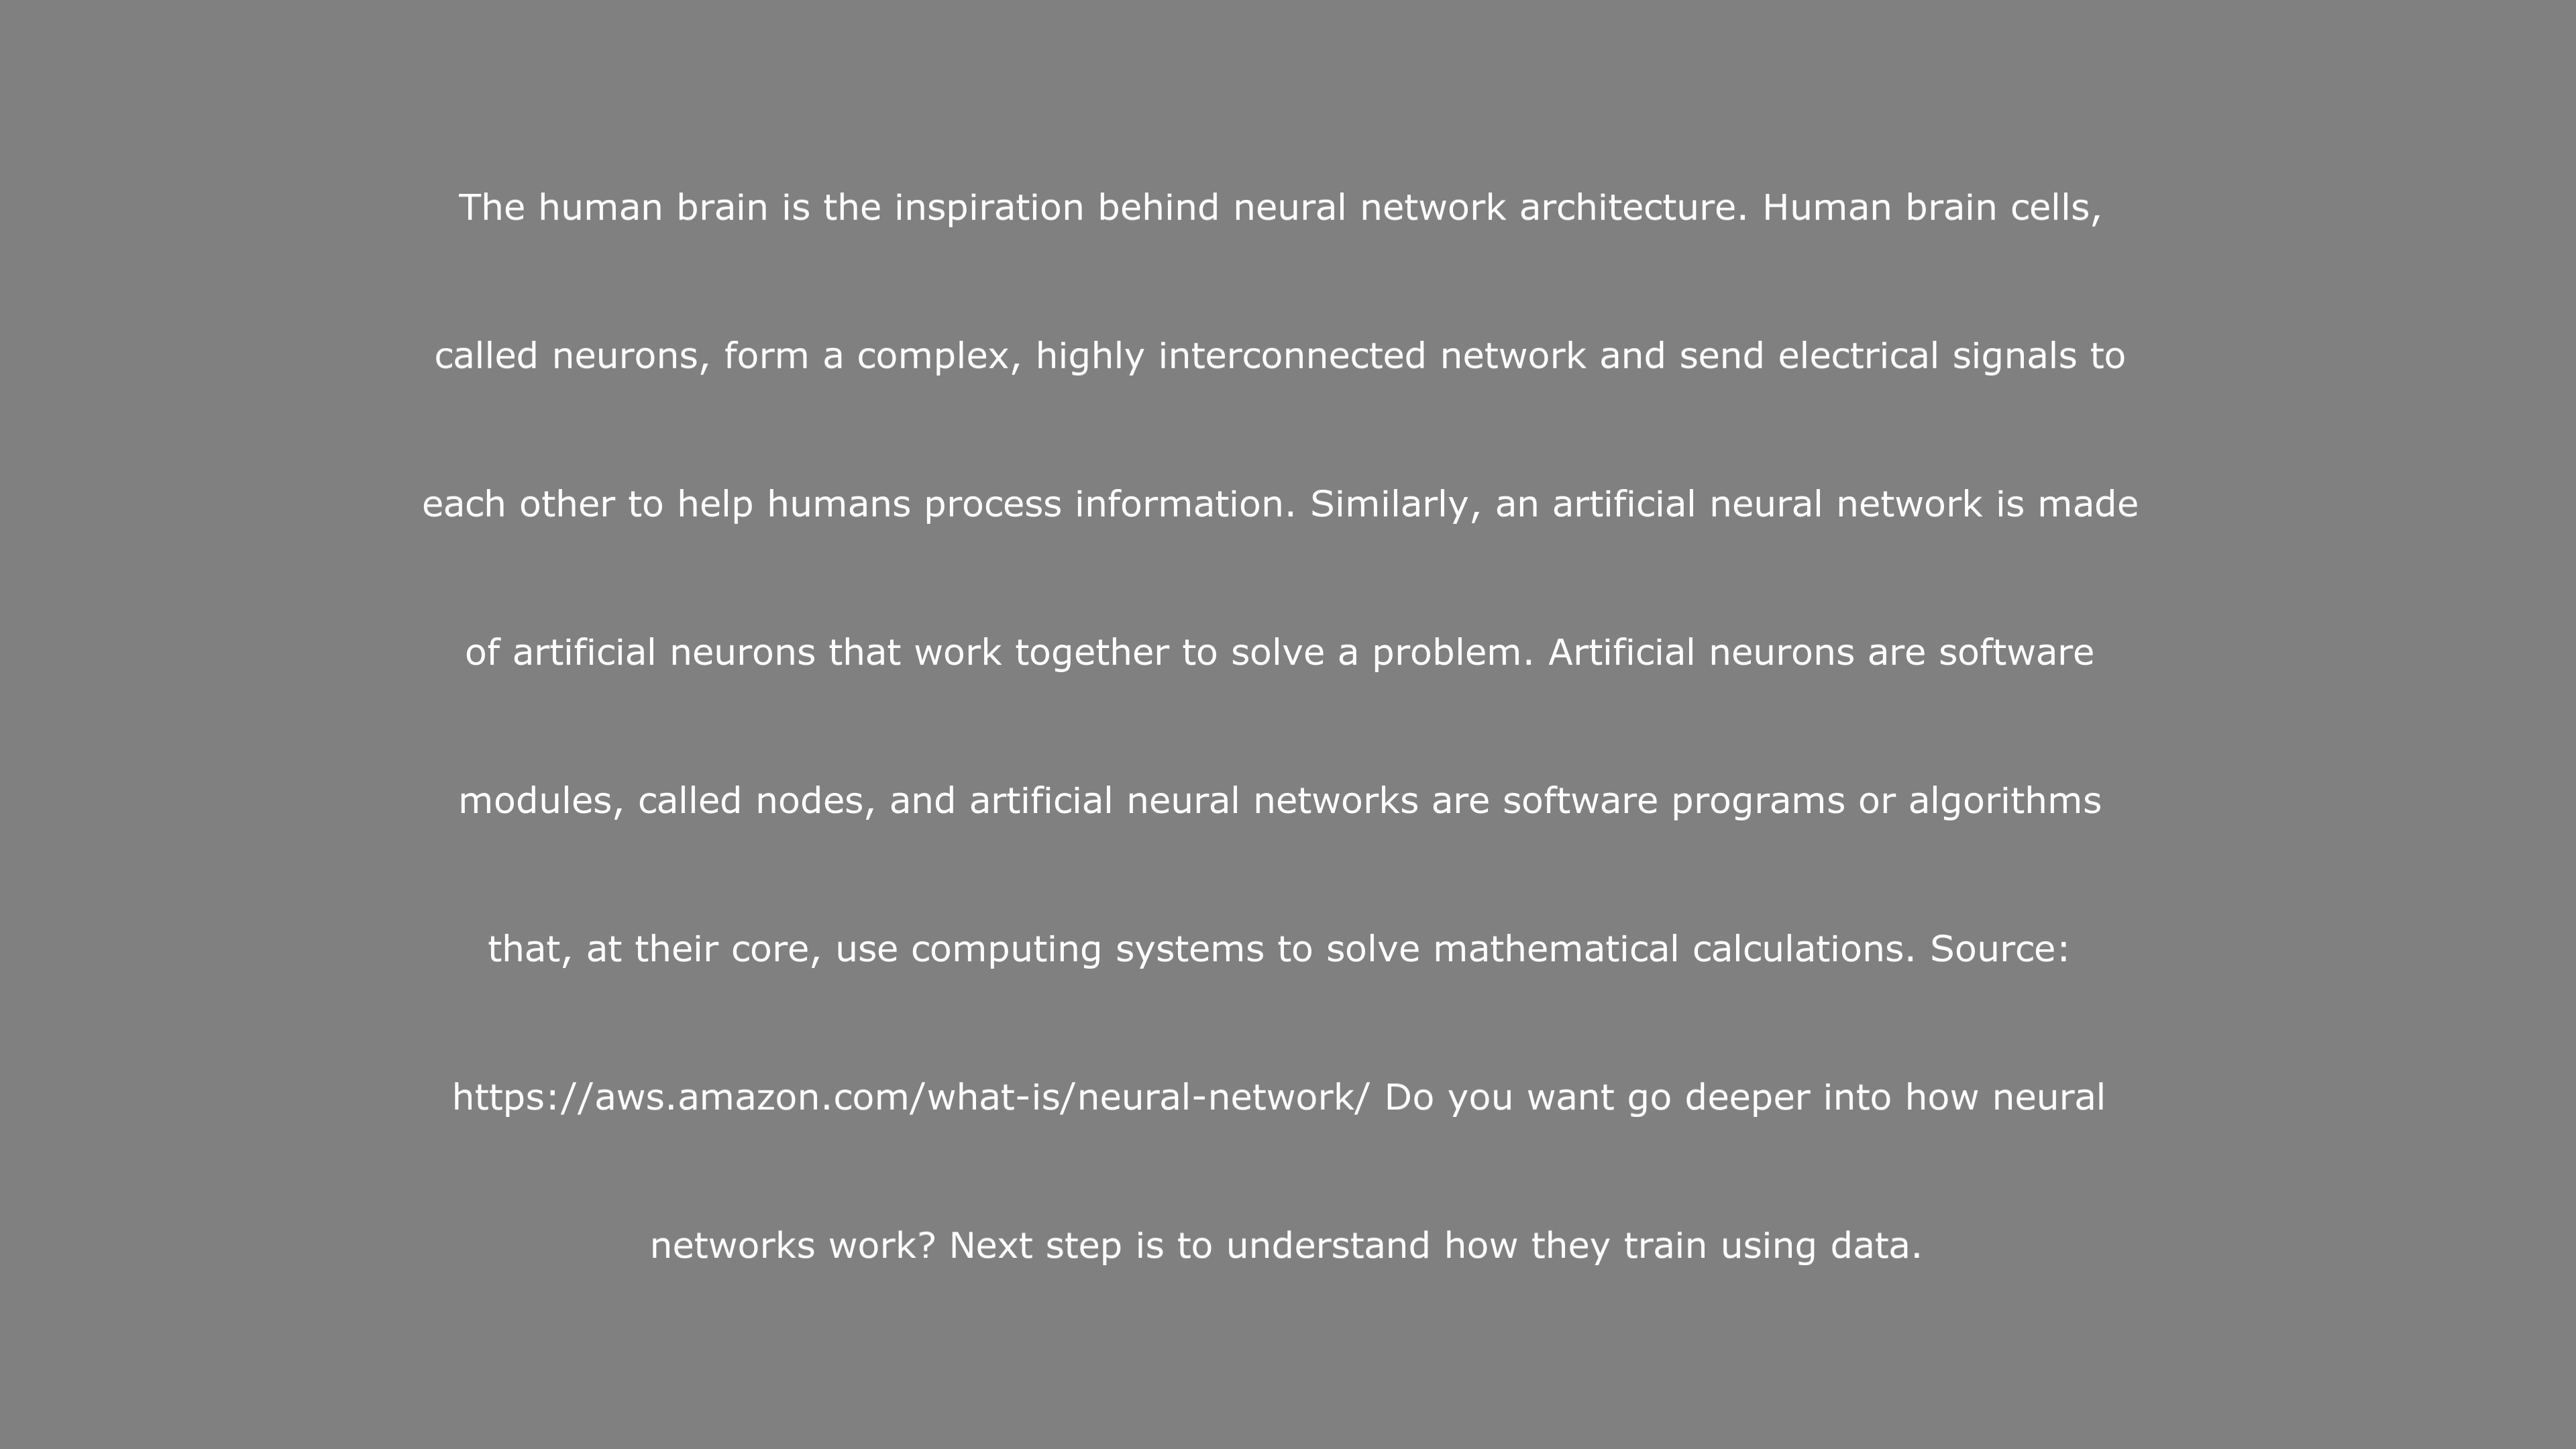 The human brain is the inspiration behind neural network architecture. Human brain cells,
called neurons, form a complex, highly interconnected network and send electrical signals to
each other to help humans process information. Similarly, an artificial neural network is made
of artificial neurons that work together to solve a problem. Artificial neurons are software
modules, called nodes, and artificial neural networks are software programs or algorithms
that, at their core, use computing systems to solve mathematical calculations. Source:
https://aws.amazon.com/what-is/neural-network/ Do you want go deeper into how neural
networks work? Next step is to understand how they train using data.